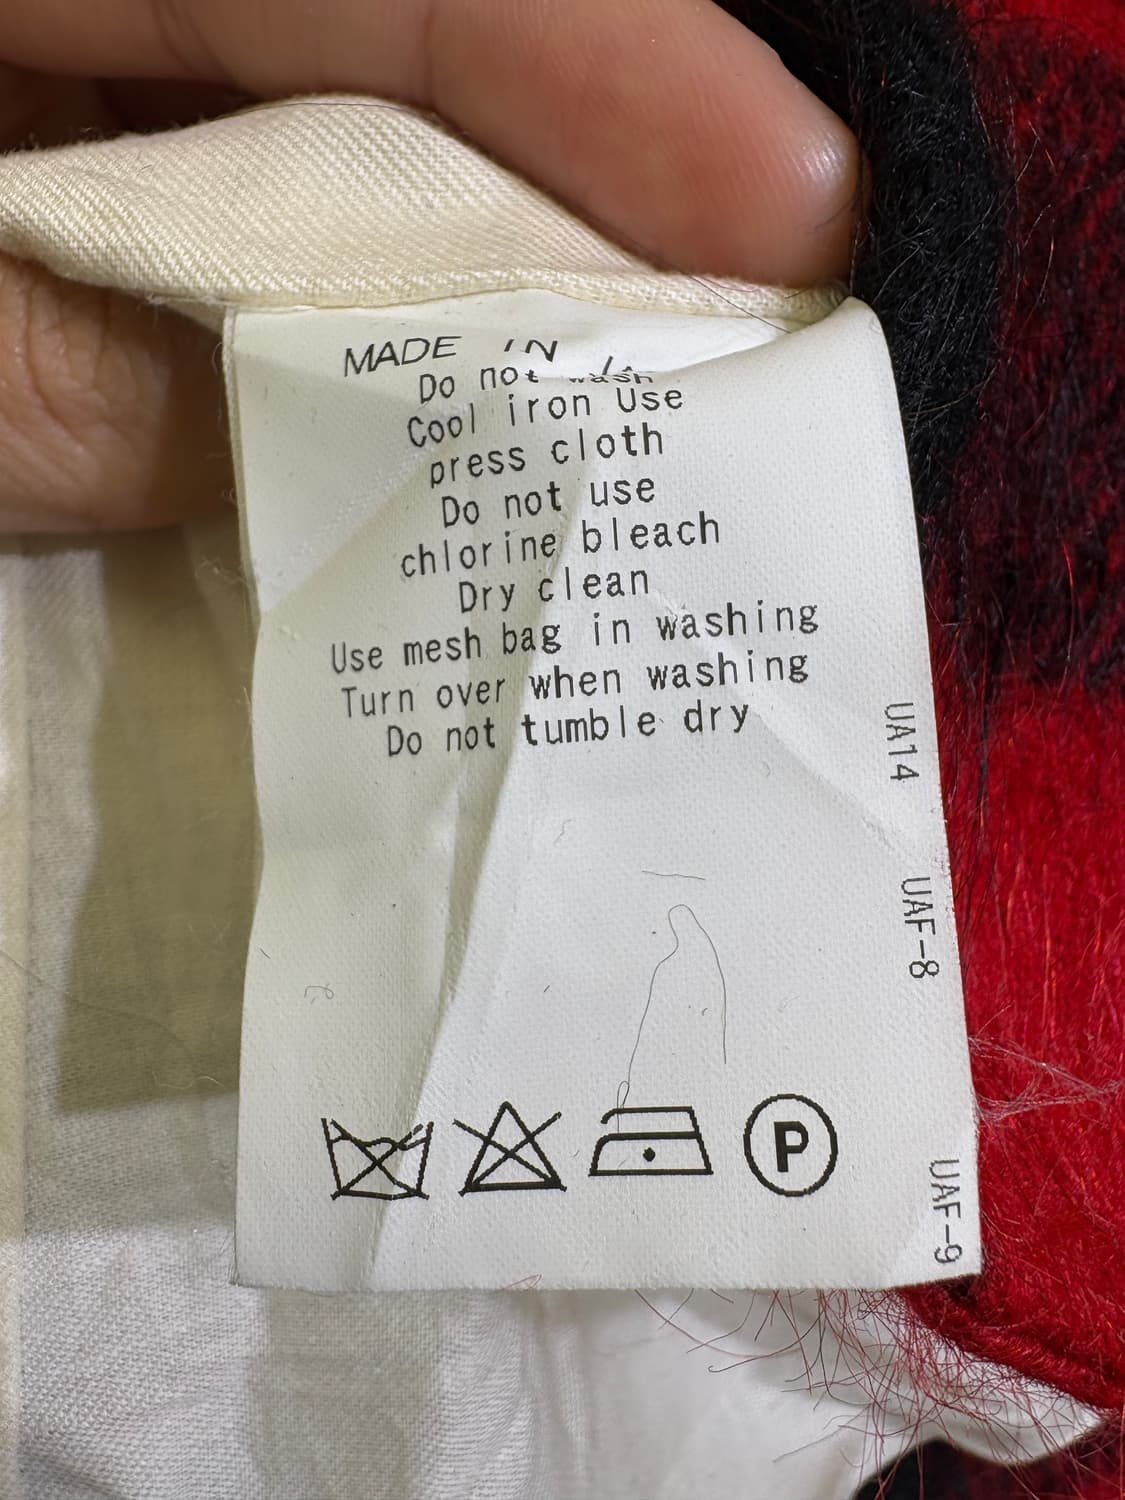 MADE IN
Do not wash
Cool iron Use
press cloth
Do not use
chlorine bleach
Dry clean
Use mesh bag in washing
Turn over when washing
Do not tumble dry
UA14
UAF-8
UAF-9
P